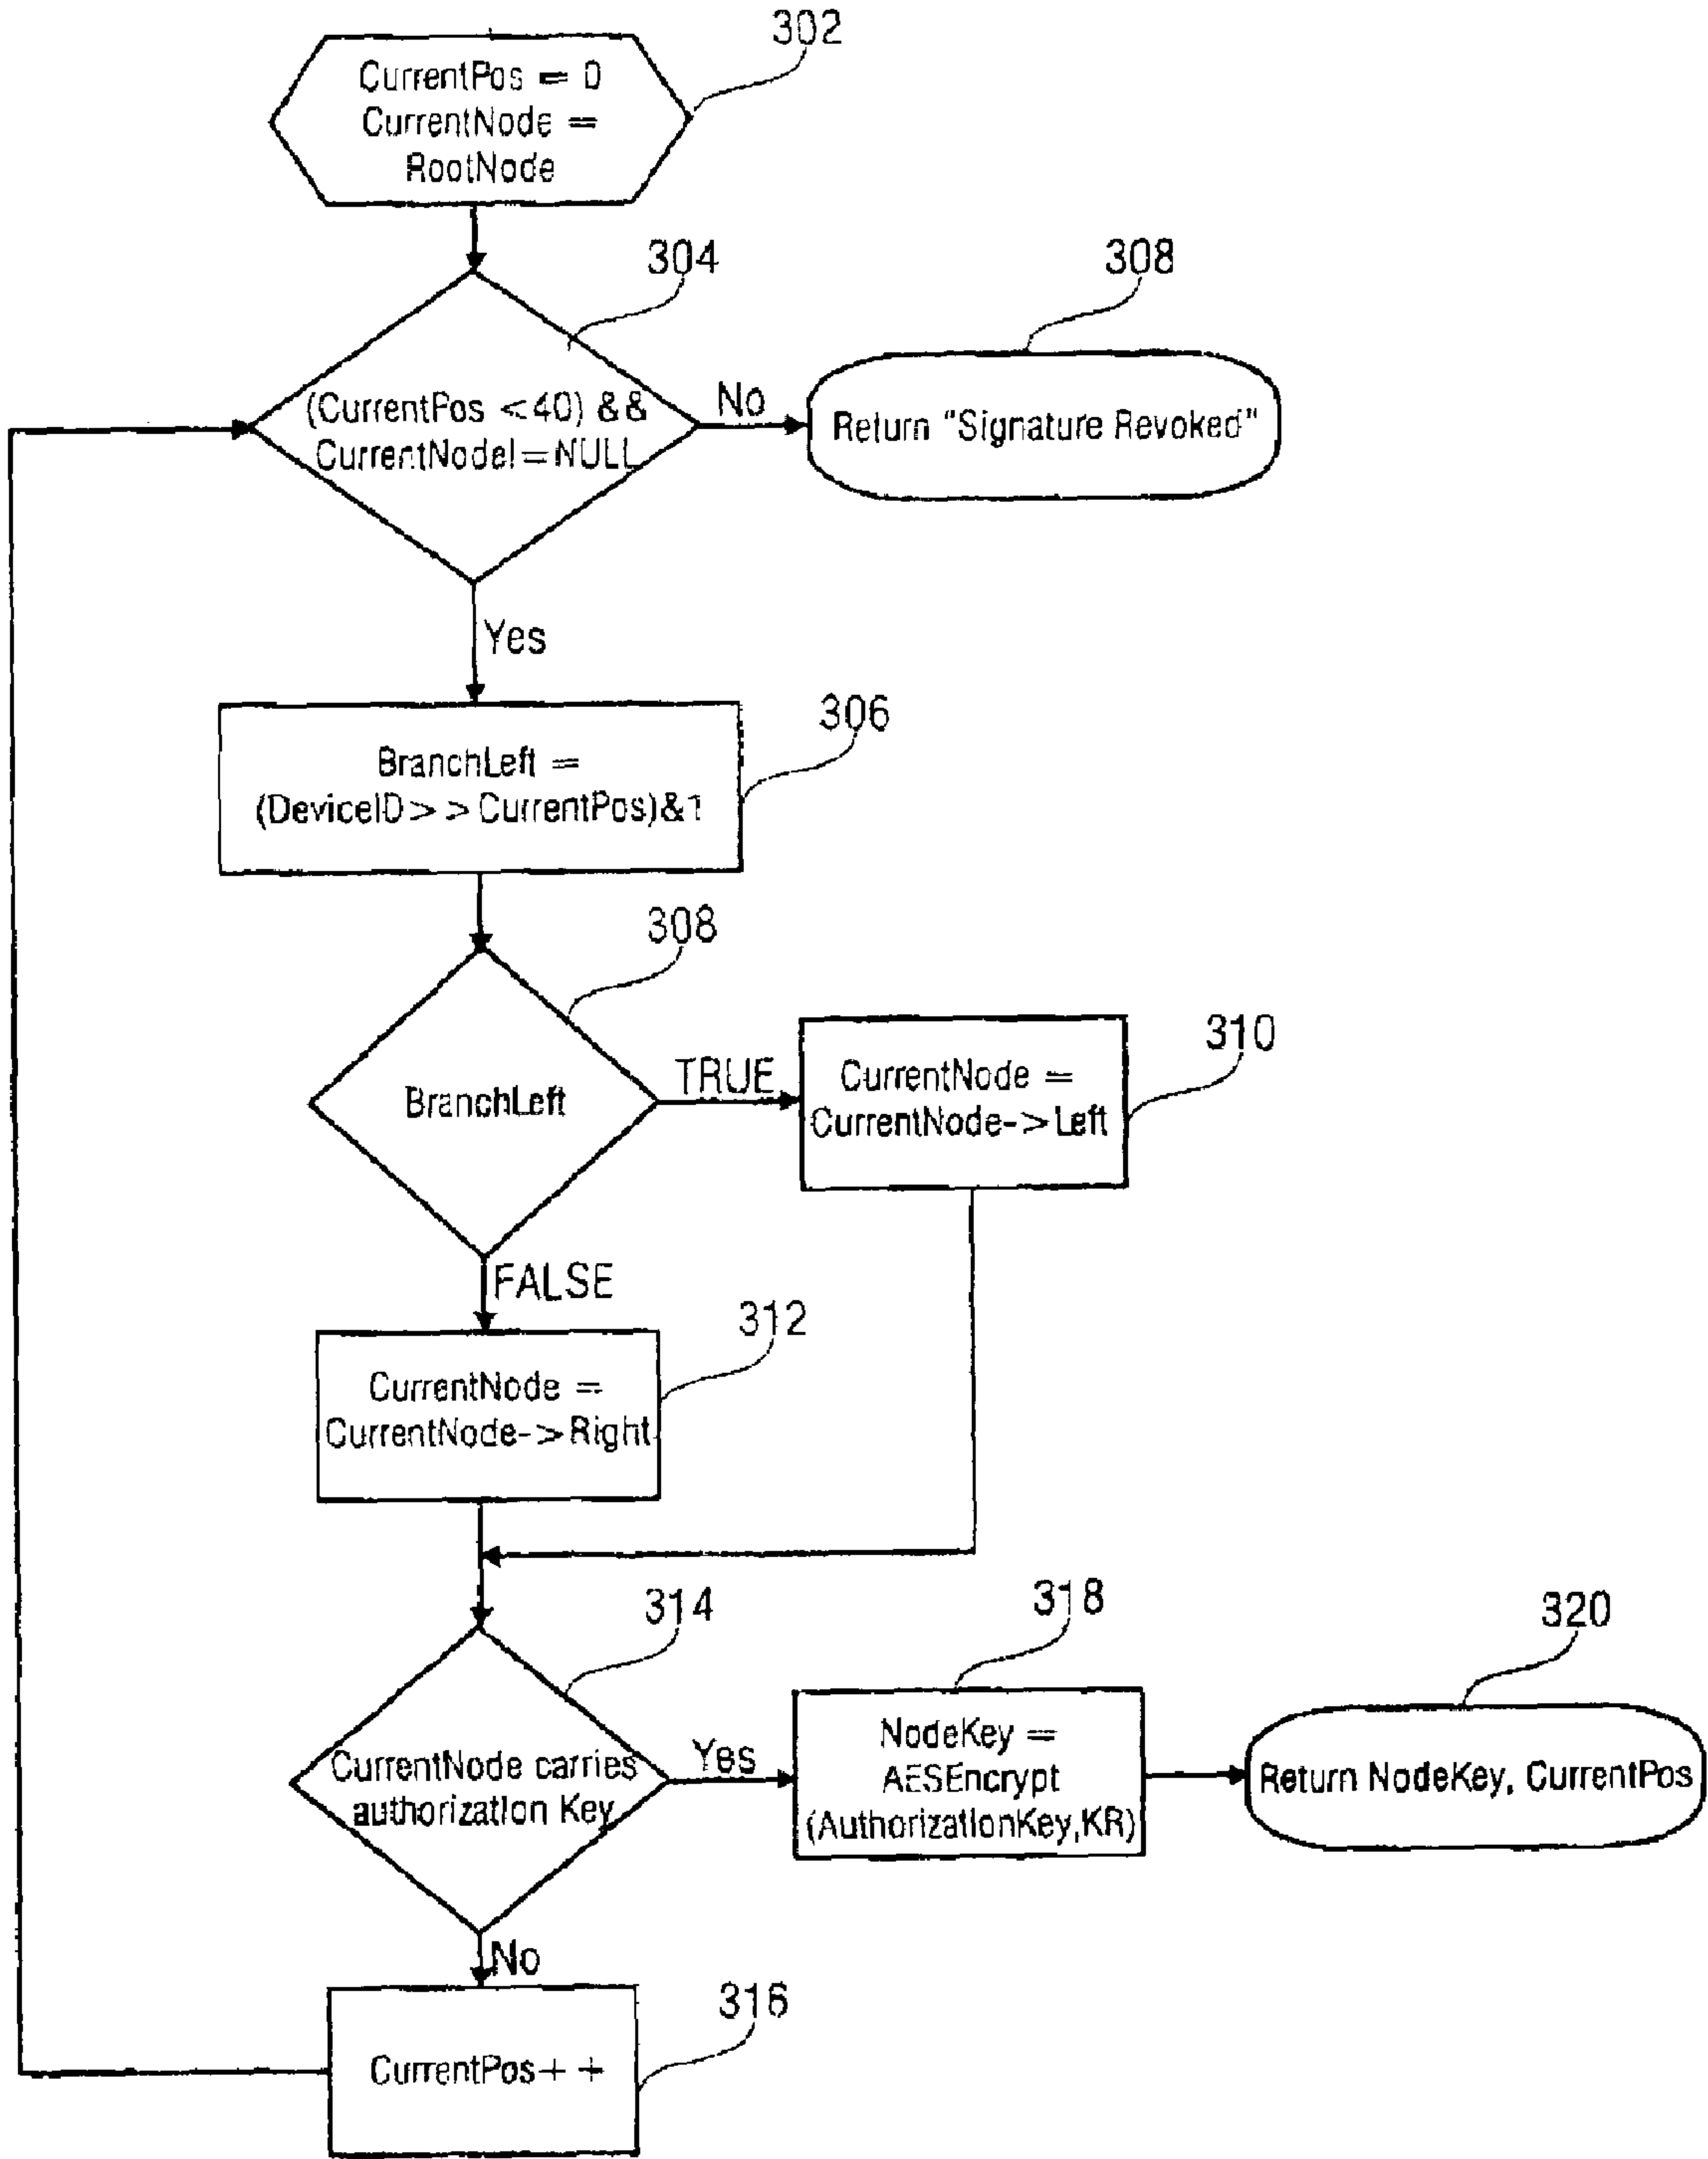 302
CurrentPos = 0
CurrentNode =
RootNode
304
308
(CurrentPos <40) &&
CurrentNode!=NULL
No
Return "Signature Revoked"
Yes
306
BranchLeft =
(DeviceID>>CurrentPos)&1
308
BranchLeft
TRUE
310
CurrentNode =
CurrentNode->Left
FALSE
312
CurrentNode =
CurrentNode->Right
314
318
320
CurrentNode carries
authorization Key
Yes
NodeKey =
AESEncrypt
(AuthorizationKey,KR)
Return NodeKey, CurrentPos
No
316
CurrentPos++